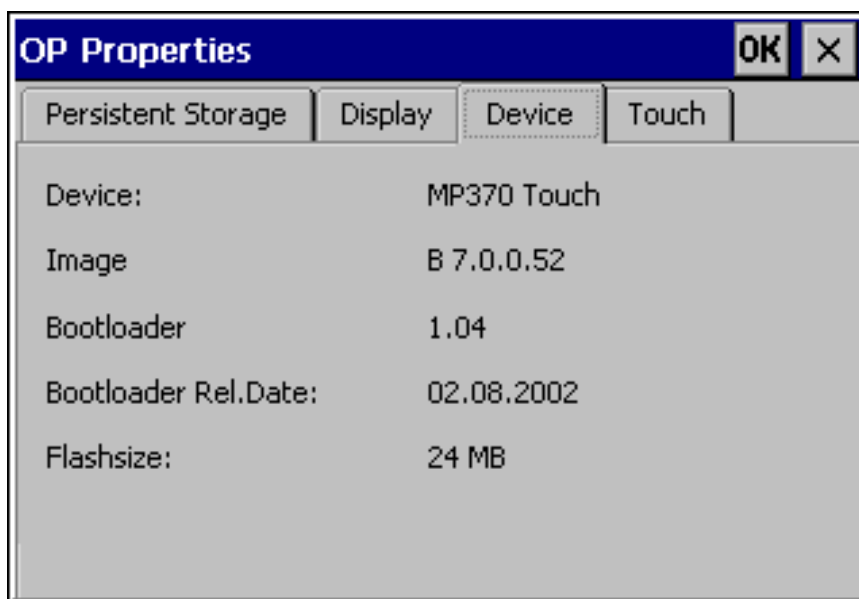 OP Properties OK ×
Persistent Storage Display Device Touch
Device: MP370 Touch
Image B 7.0.0.52
Bootloader 1.04
Bootloader Rel.Date: 02.08.2002
Flashsize: 24 MB